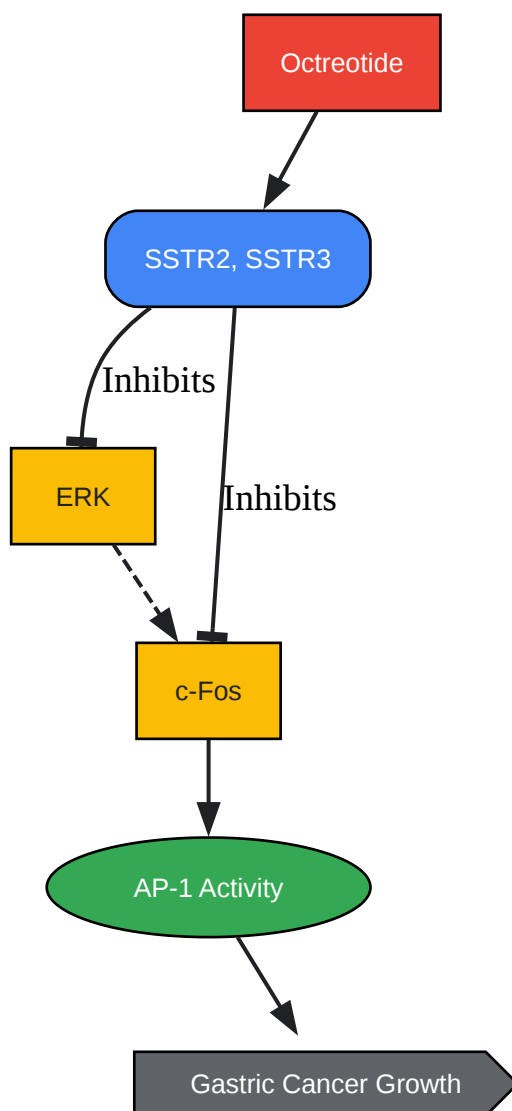 Octreotide
SSTR2, SSTR3
Inhibits
ERK
Inhibits
c-Fos
AP-1 Activity
Gastric Cancer Growth